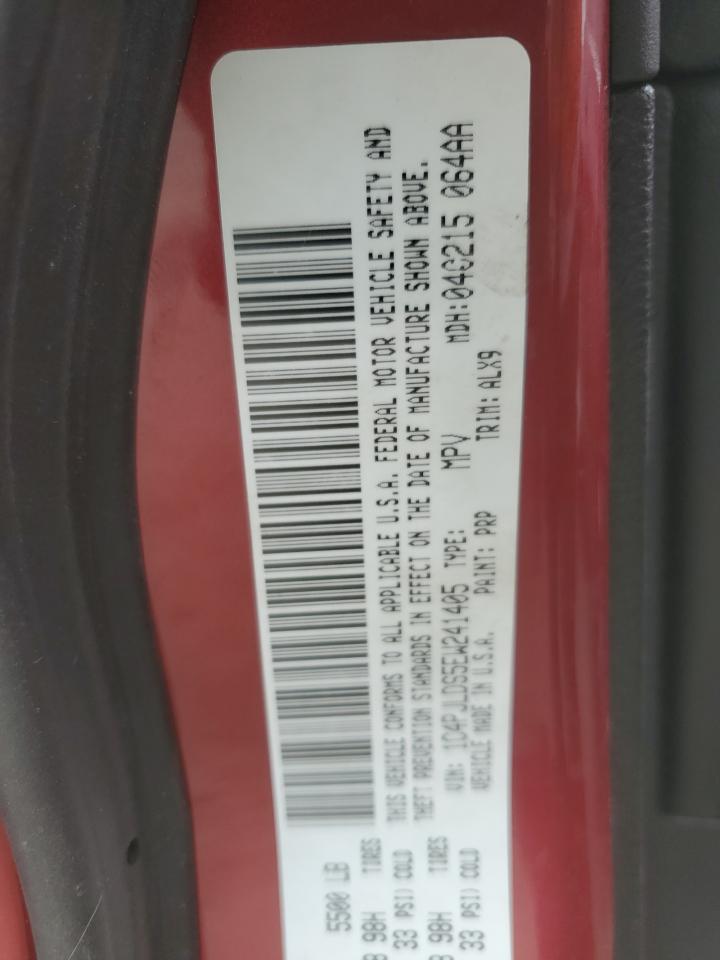 5500 LB
B 98H TIRES
33 PSI) COLD
B 98H TIRES
33 PSI) COLD
THIS VEHICLE CONFORMS TO ALL APPLICABLE U.S.A. FEDERAL MOTOR VEHICLE SAFETY AND
THEFT PREVENTION STANDARDS IN EFFECT ON THE DATE OF MANUFACTURE SHOWN ABOVE.
VIN: 1C4PJLDS5EW241405 TYPE: MPV MDH:040215 064AA
VEHICLE MADE IN U.S.A. PAINT: PRP TRIM: ALX9